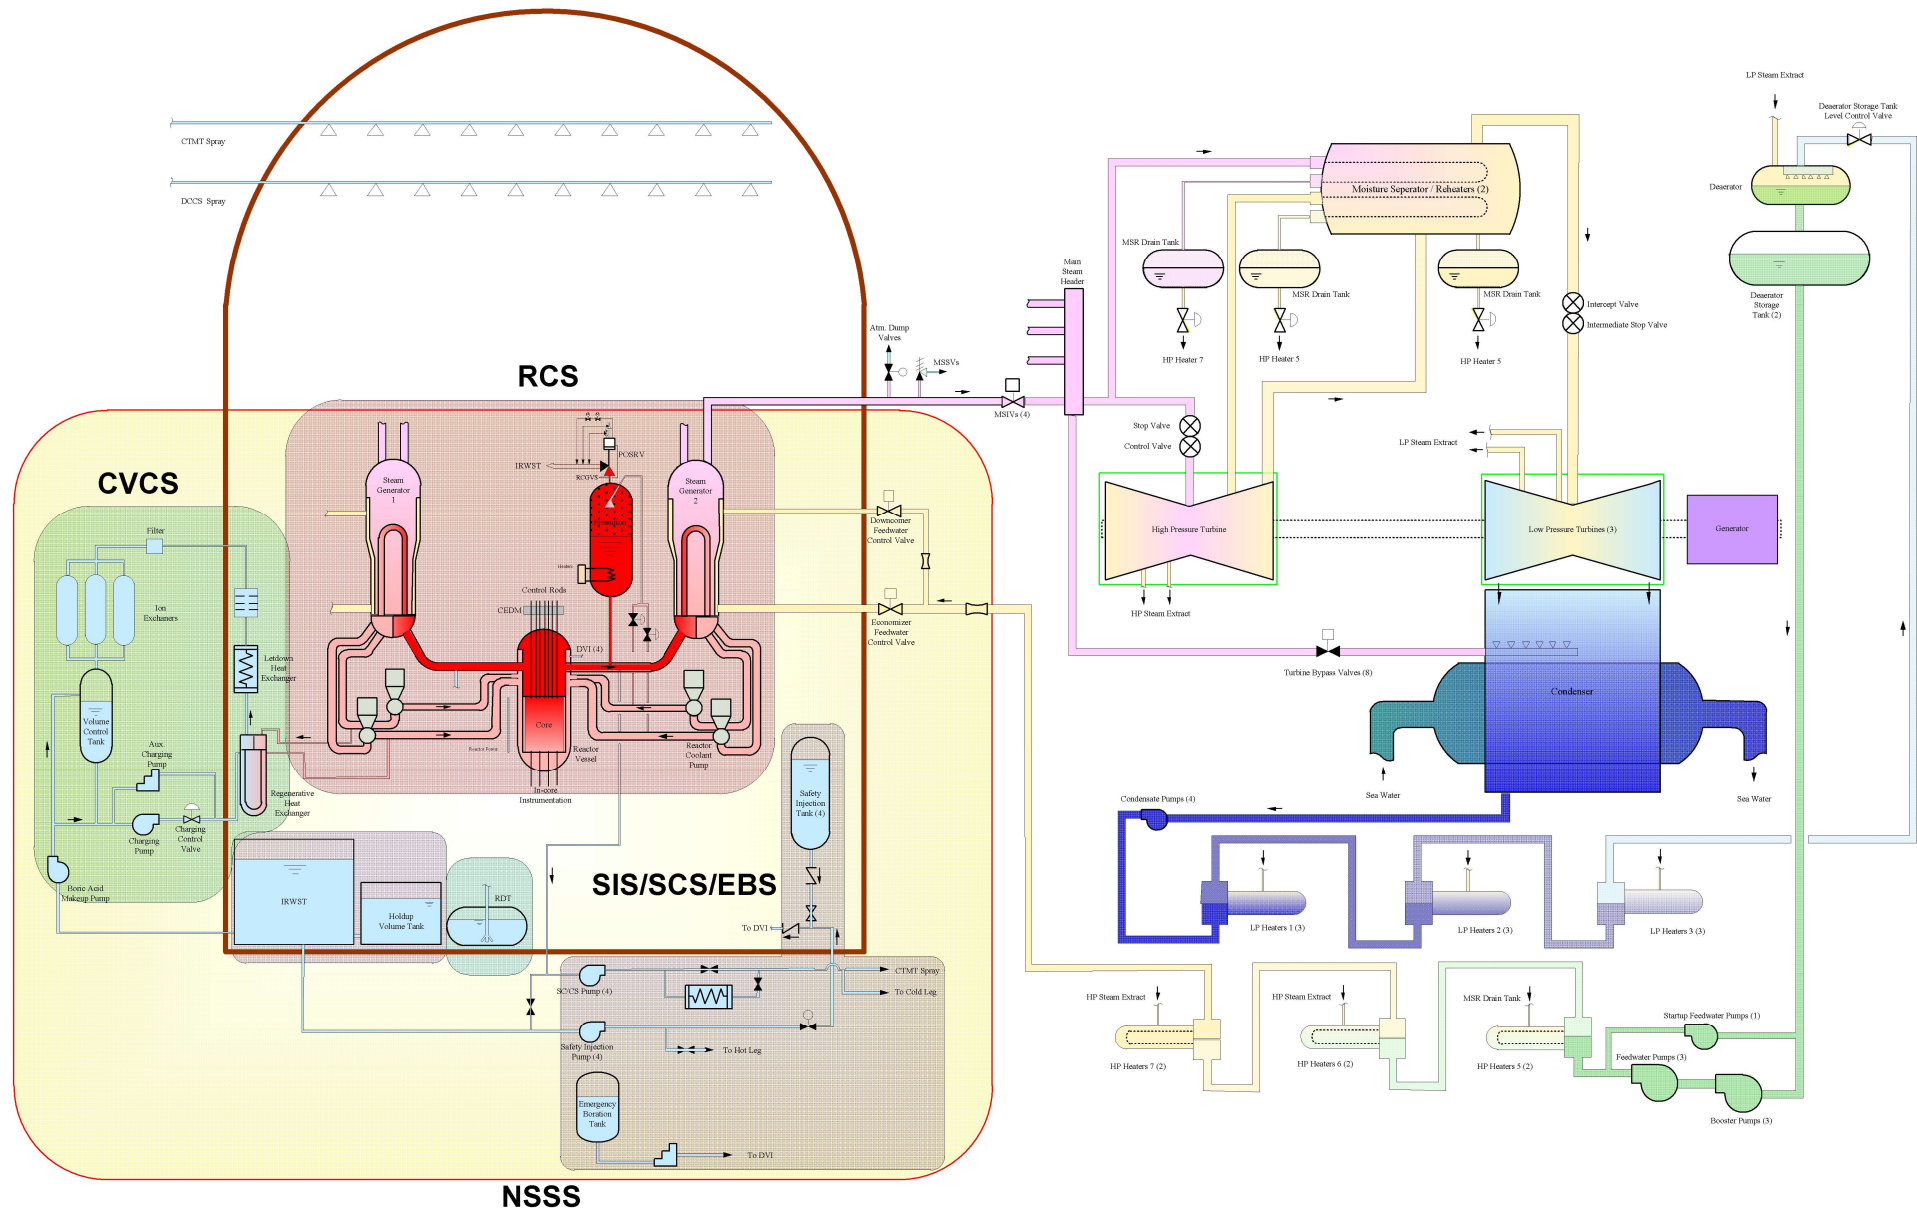 CTMT Spray
DCCS Spray
RCS
CVCS
SIS/SCS/EBS
NSSS
Filter
Ion
Exchaners
Letdown
Heat
Exchanger
Volume
Control
Tank
Aux.
Charging
Pump
Regenerative
Heat
Exchanger
Charging
Pump
Charging
Control
Valve
Boric Acid
Makeup Pump
IRWST
Holdup
Volume Tank
RDT
Steam
Generator
1
IRWST
POSRV
RCGVS
Steam
Generator
2
Heaters
Control Rods
CEDM
DVI (4)
Core
Reactor
Vessel
Reactor
Coolant
Pump
In-core
Instrumentation
Safety
Injection
Tank (4)
To DVI
CTMT Spray
To Cold Leg
SC/CS Pump (4)
Safety Injection
Pump (4)
To Hot Leg
Emergency
Boration
Tank
To DVI
Atm. Dump
Valves
MSSVs
MSIVs (4)
Downcomer
Feedwater
Control Valve
Economizer
Feedwater
Control Valve
Main
Steam
Header
Moisture Seperator / Reheaters (2)
MSR Drain Tank
MSR Drain Tank
MSR Drain Tank
HP Heater 7
HP Heater 5
HP Heater 5
Intercept Valve
Intermediate Stop Valve
Stop Valve
Control Valve
LP Steam Extract
High Pressure Turbine
Low Pressure Turbines (3)
Generator
HP Steam Extract
Turbine Bypass Valves (8)
Condenser
Sea Water
Sea Water
LP Steam Extract
Deaerator Storage Tank
Level Control Valve
Deaerator
Deaerator
Storage
Tank (2)
Condensate Pumps (4)
LP Heaters 1 (3)
LP Heaters 2 (3)
LP Heaters 3 (3)
HP Steam Extract
HP Steam Extract
MSR Drain Tank
HP Heaters 7 (2)
HP Heaters 6 (2)
HP Heaters 5 (2)
Startup Feedwater Pumps (1)
Feedwater Pumps (3)
Booster Pumps (3)